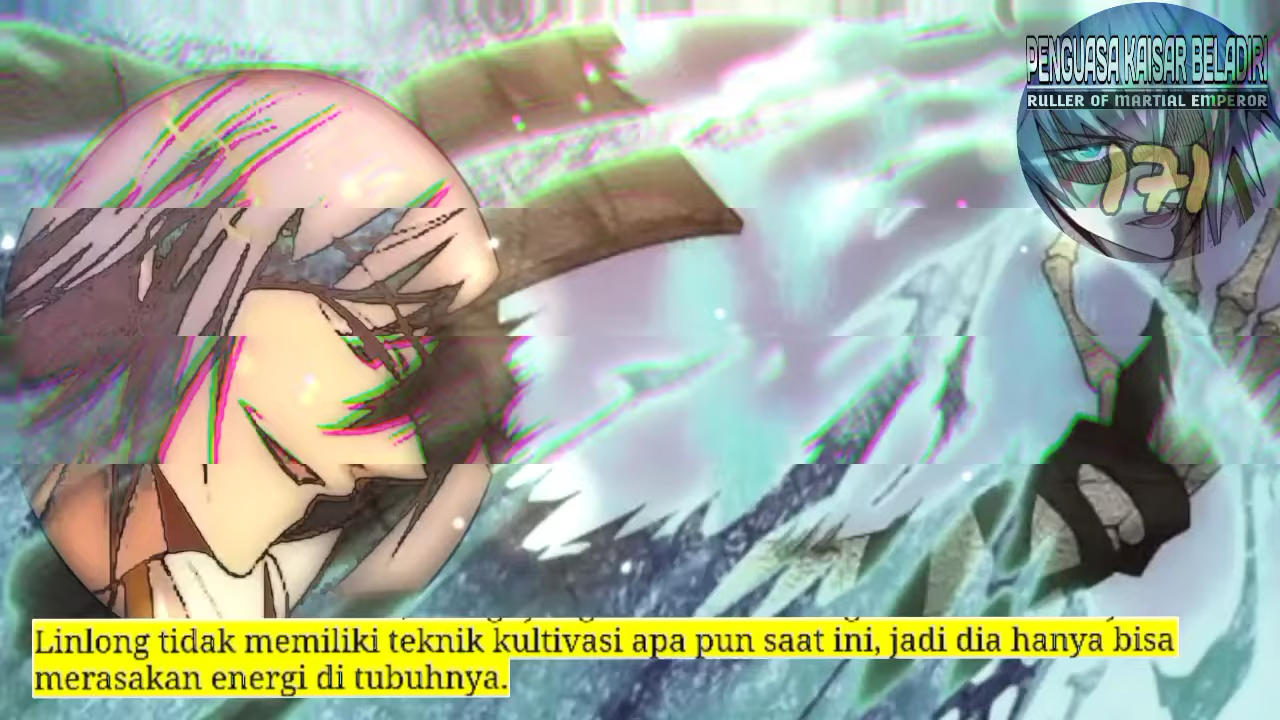 PENGUASA KAISAR BELADIRI
RULLER OF MARTIAL EMPEROR
171
Linlong tidak memiliki teknik kultivasi apa pun saat ini, jadi dia hanya bisa
merasakan energi di tubuhnya.